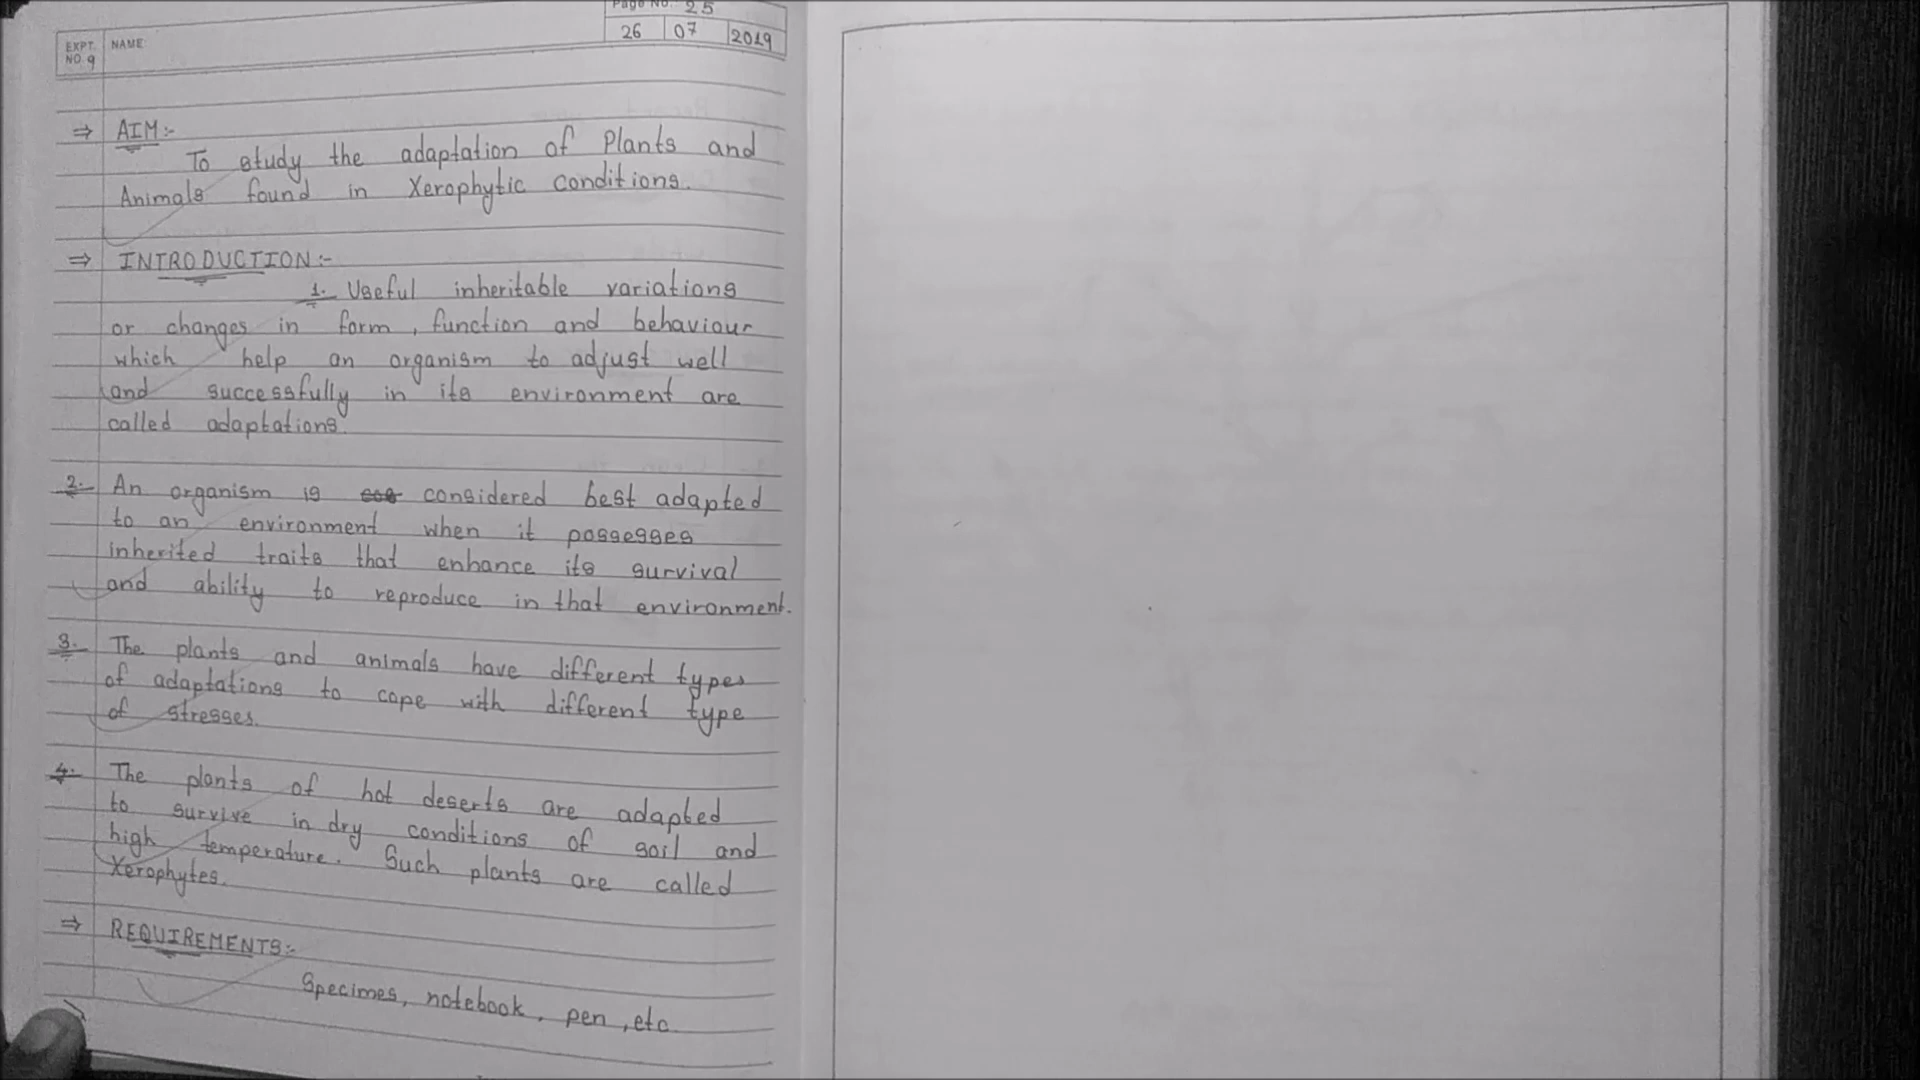 Page No. 25
26 07 2019
EXPT. NAME:
NO. 9
⇒ AIM:-
To study the adaptation of Plants and
Animals found in Xerophytic conditions.
⇒ INTRODUCTION:-
1. Useful inheritable variations
or changes in form, function and behaviour
which help an organism to adjust well
and successfully in its environment are
called adaptations.
2. An organism is considered best adapted
to an environment when it possesses
inherited traits that enhance its survival
and ability to reproduce in that environment.
3. The plants and animals have different types
of adaptations to cope with different type
of stresses.
4. The plants of hot deserts are adapted
to survive in dry conditions of soil and
high temperature. Such plants are called
Xerophytes.
⇒ REQUIREMENTS:-
Specimes, notebook, pen, etc